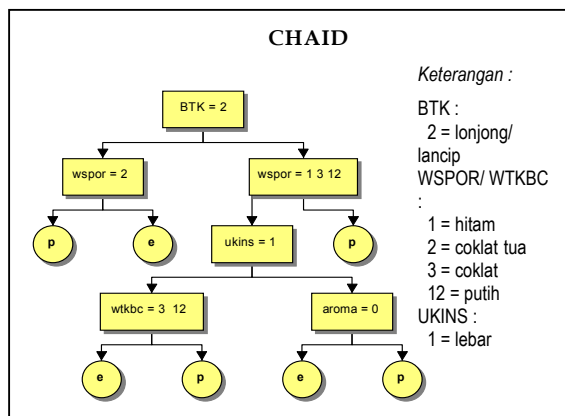 CHAID
BTK = 2
wspor = 2
wspor = 1 3 12
p
e
ukins = 1
p
wtkbc = 3 12
aroma = 0
e
p
e
p
Keterangan :
BTK :
2 = lonjong/
lancip
WSPOR/ WTKBC
:
1 = hitam
2 = coklat tua
3 = coklat
12 = putih
UKINS :
1 = lebar